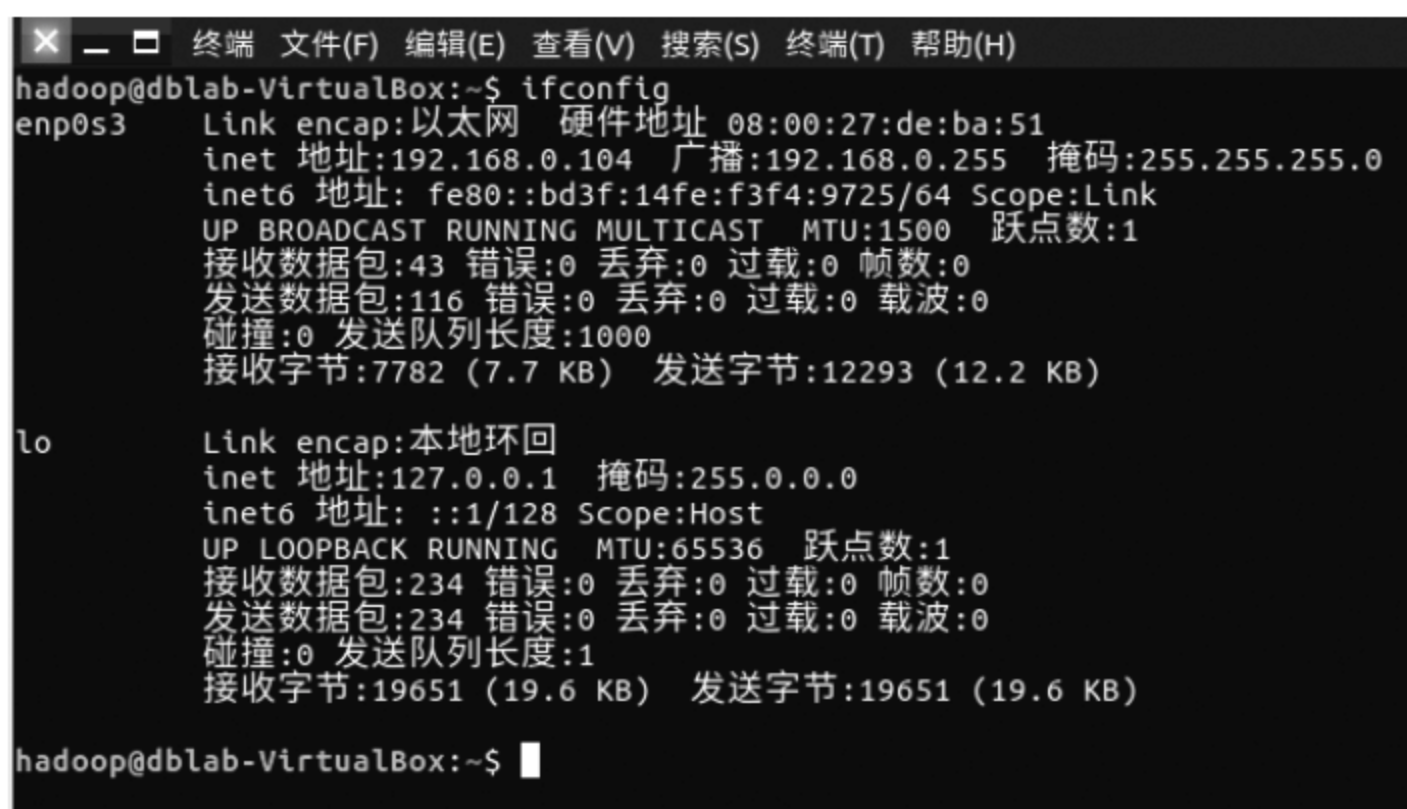 终端 文件(F) 编辑(E) 查看(V) 搜索(S) 终端(T) 帮助(H)
hadoop@dblab-VirtualBox:~$ ifconfig
enp0s3    Link encap:以太网  硬件地址 08:00:27:de:ba:51
          inet 地址:192.168.0.104  广播:192.168.0.255  掩码:255.255.255.0
          inet6 地址: fe80::bd3f:14fe:f3f4:9725/64 Scope:Link
          UP BROADCAST RUNNING MULTICAST  MTU:1500  跃点数:1
          接收数据包:43 错误:0 丢弃:0 过载:0 帧数:0
          发送数据包:116 错误:0 丢弃:0 过载:0 载波:0
          碰撞:0 发送队列长度:1000
          接收字节:7782 (7.7 KB)  发送字节:12293 (12.2 KB)
lo        Link encap:本地环回
          inet 地址:127.0.0.1  掩码:255.0.0.0
          inet6 地址: ::1/128 Scope:Host
          UP LOOPBACK RUNNING  MTU:65536  跃点数:1
          接收数据包:234 错误:0 丢弃:0 过载:0 帧数:0
          发送数据包:234 错误:0 丢弃:0 过载:0 载波:0
          碰撞:0 发送队列长度:1
          接收字节:19651 (19.6 KB)  发送字节:19651 (19.6 KB)
hadoop@dblab-VirtualBox:~$